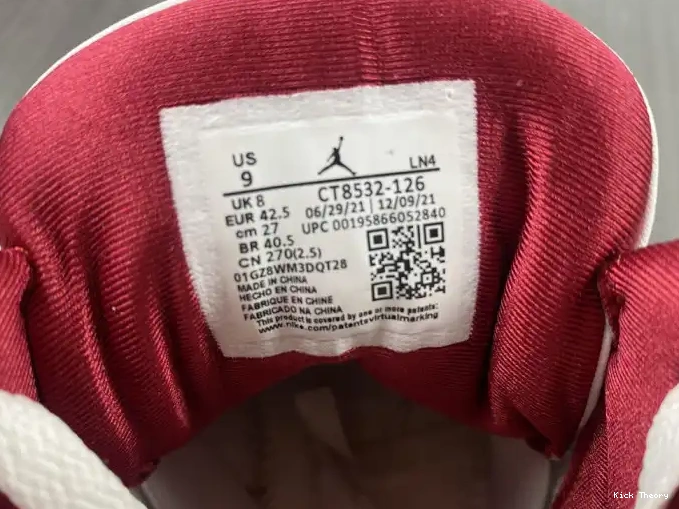 US
9
LN4
UK 8
CT8532-126
EUR 42.5
06/29/21 | 12/09/21
cm 27
UPC 00195866052840
BR 40.5
CN 270(2.5)
01GZ8WM3DQT28
MADE IN CHINA
HECHO EN CHINA
FABRIQUE EN CHINE
FABRICADO NA CHINA
This product is covered by one or more patents.
www.nike.com/patentsvirtualmarking
Kick Theory